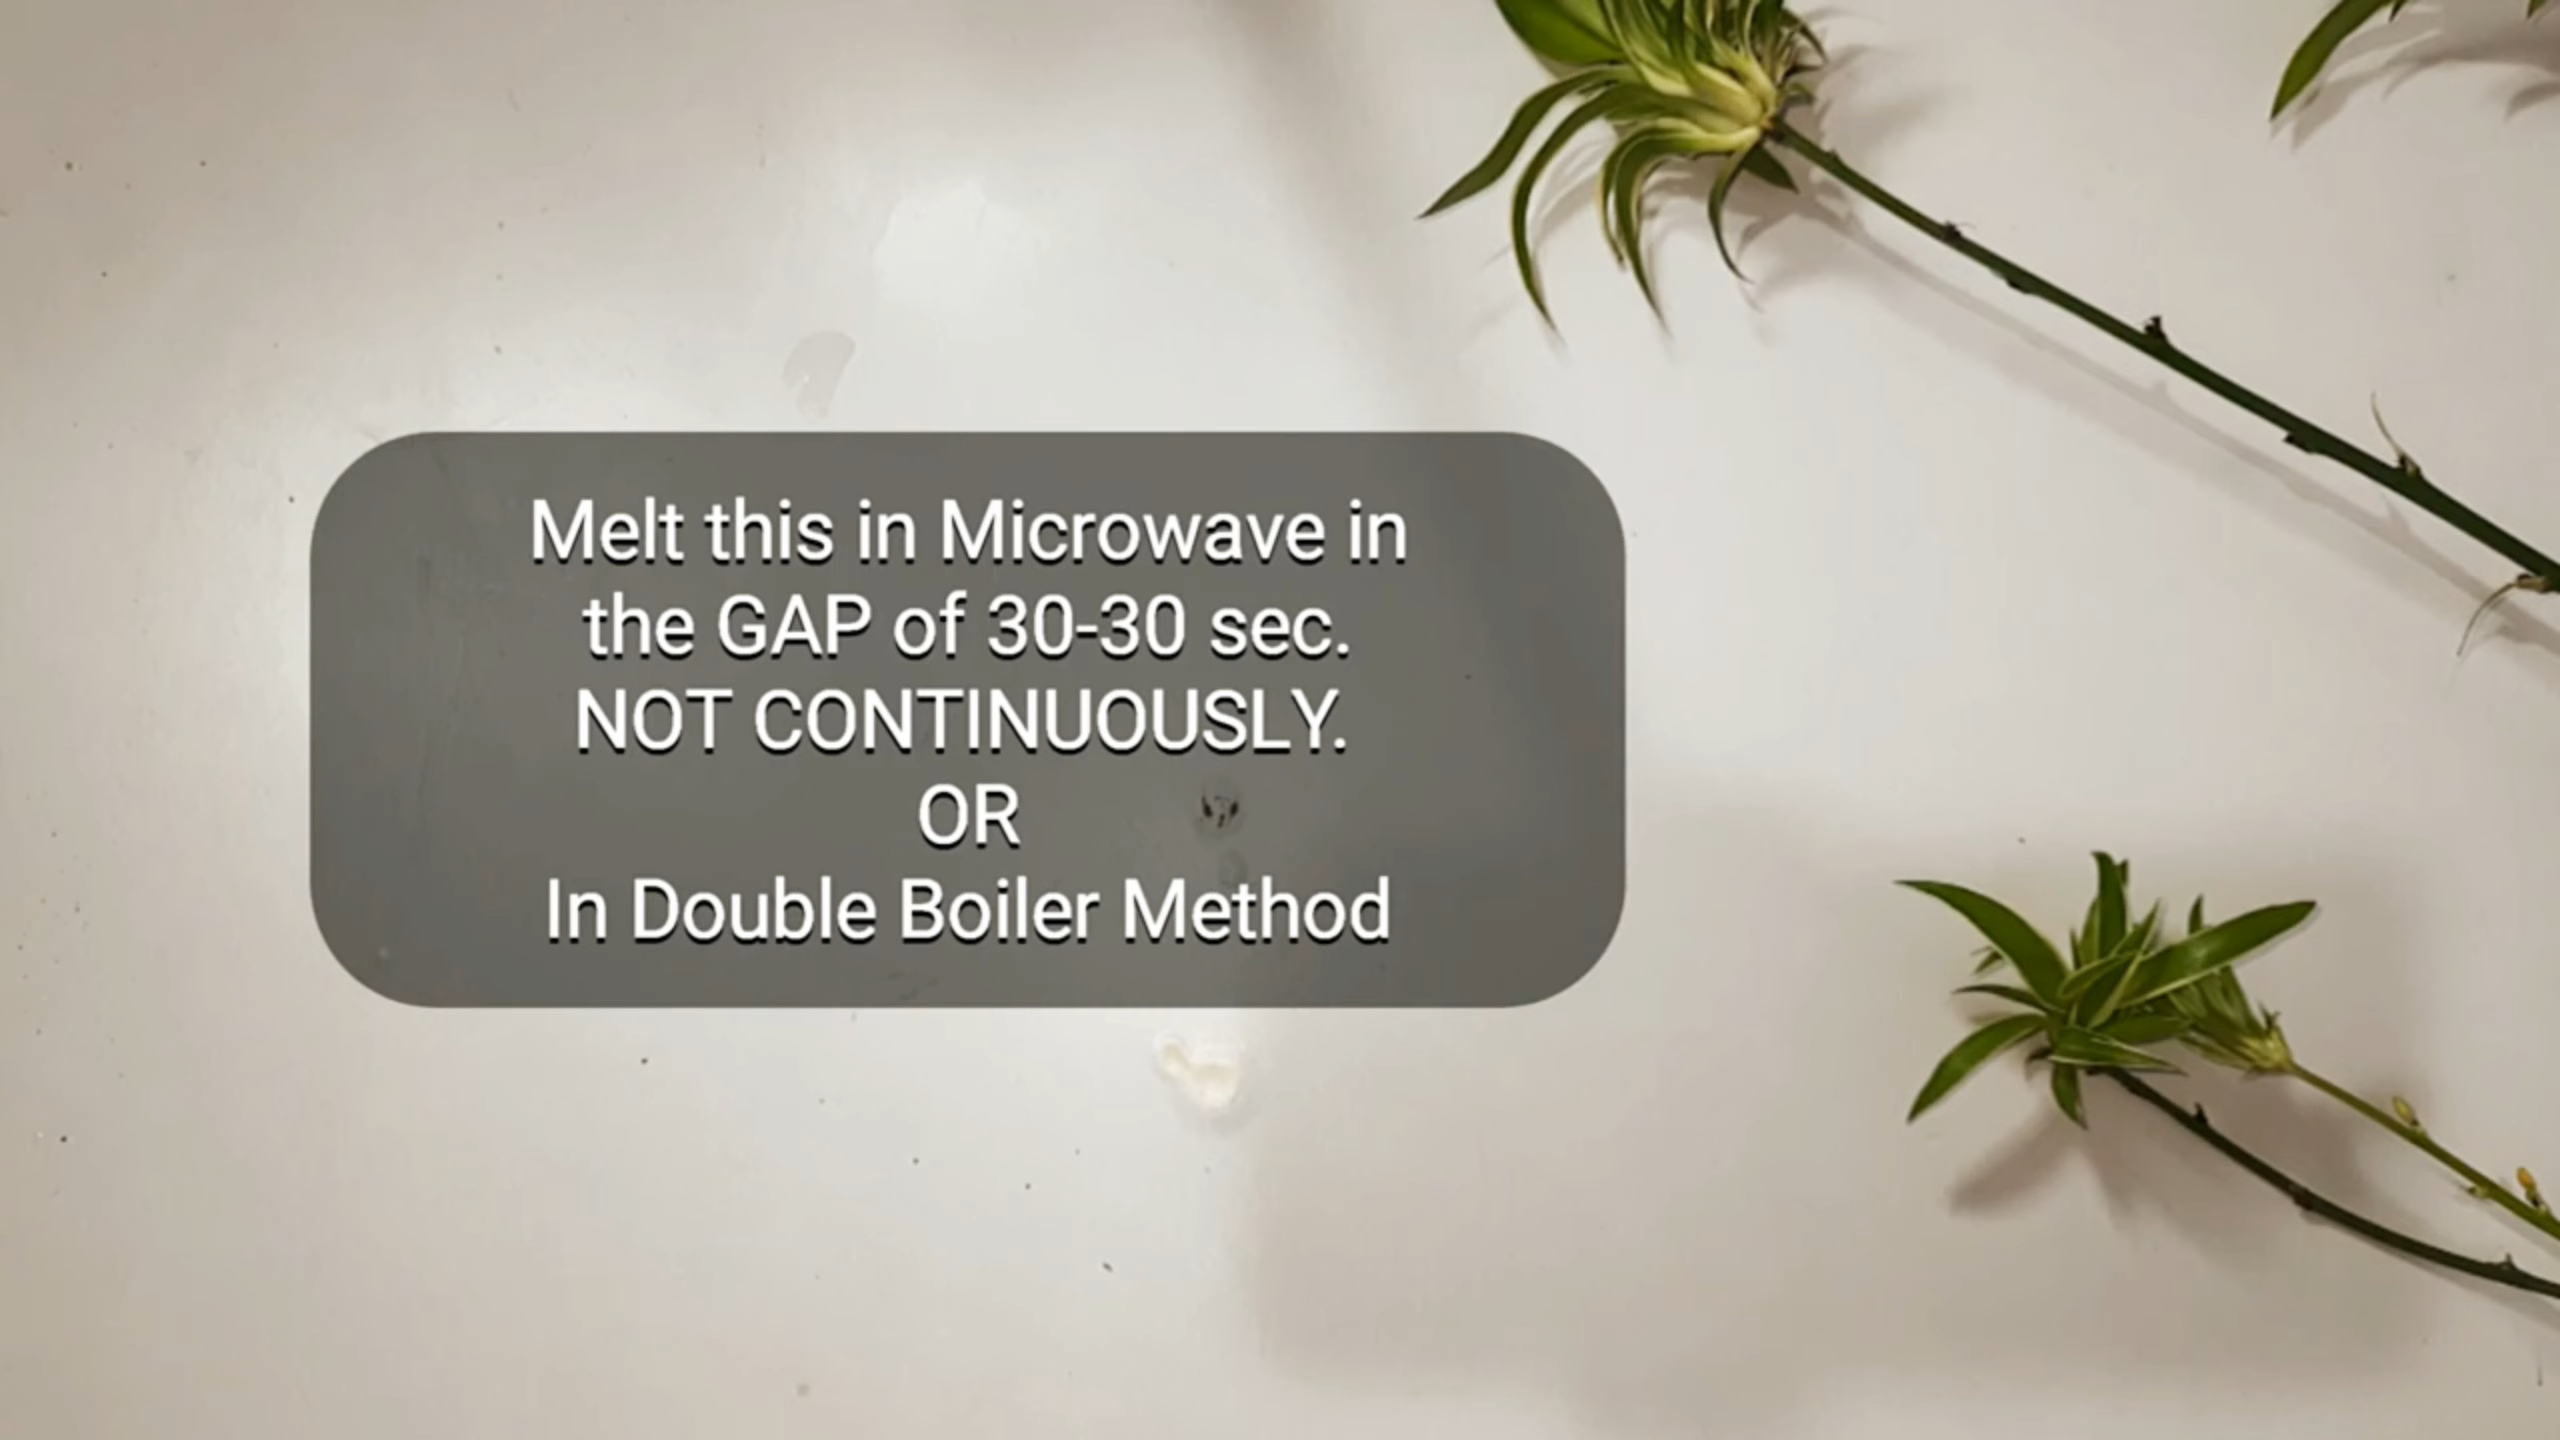 Melt this in Microwave in
the GAP of 30-30 sec.
NOT CONTINUOUSLY.
OR
In Double Boiler Method